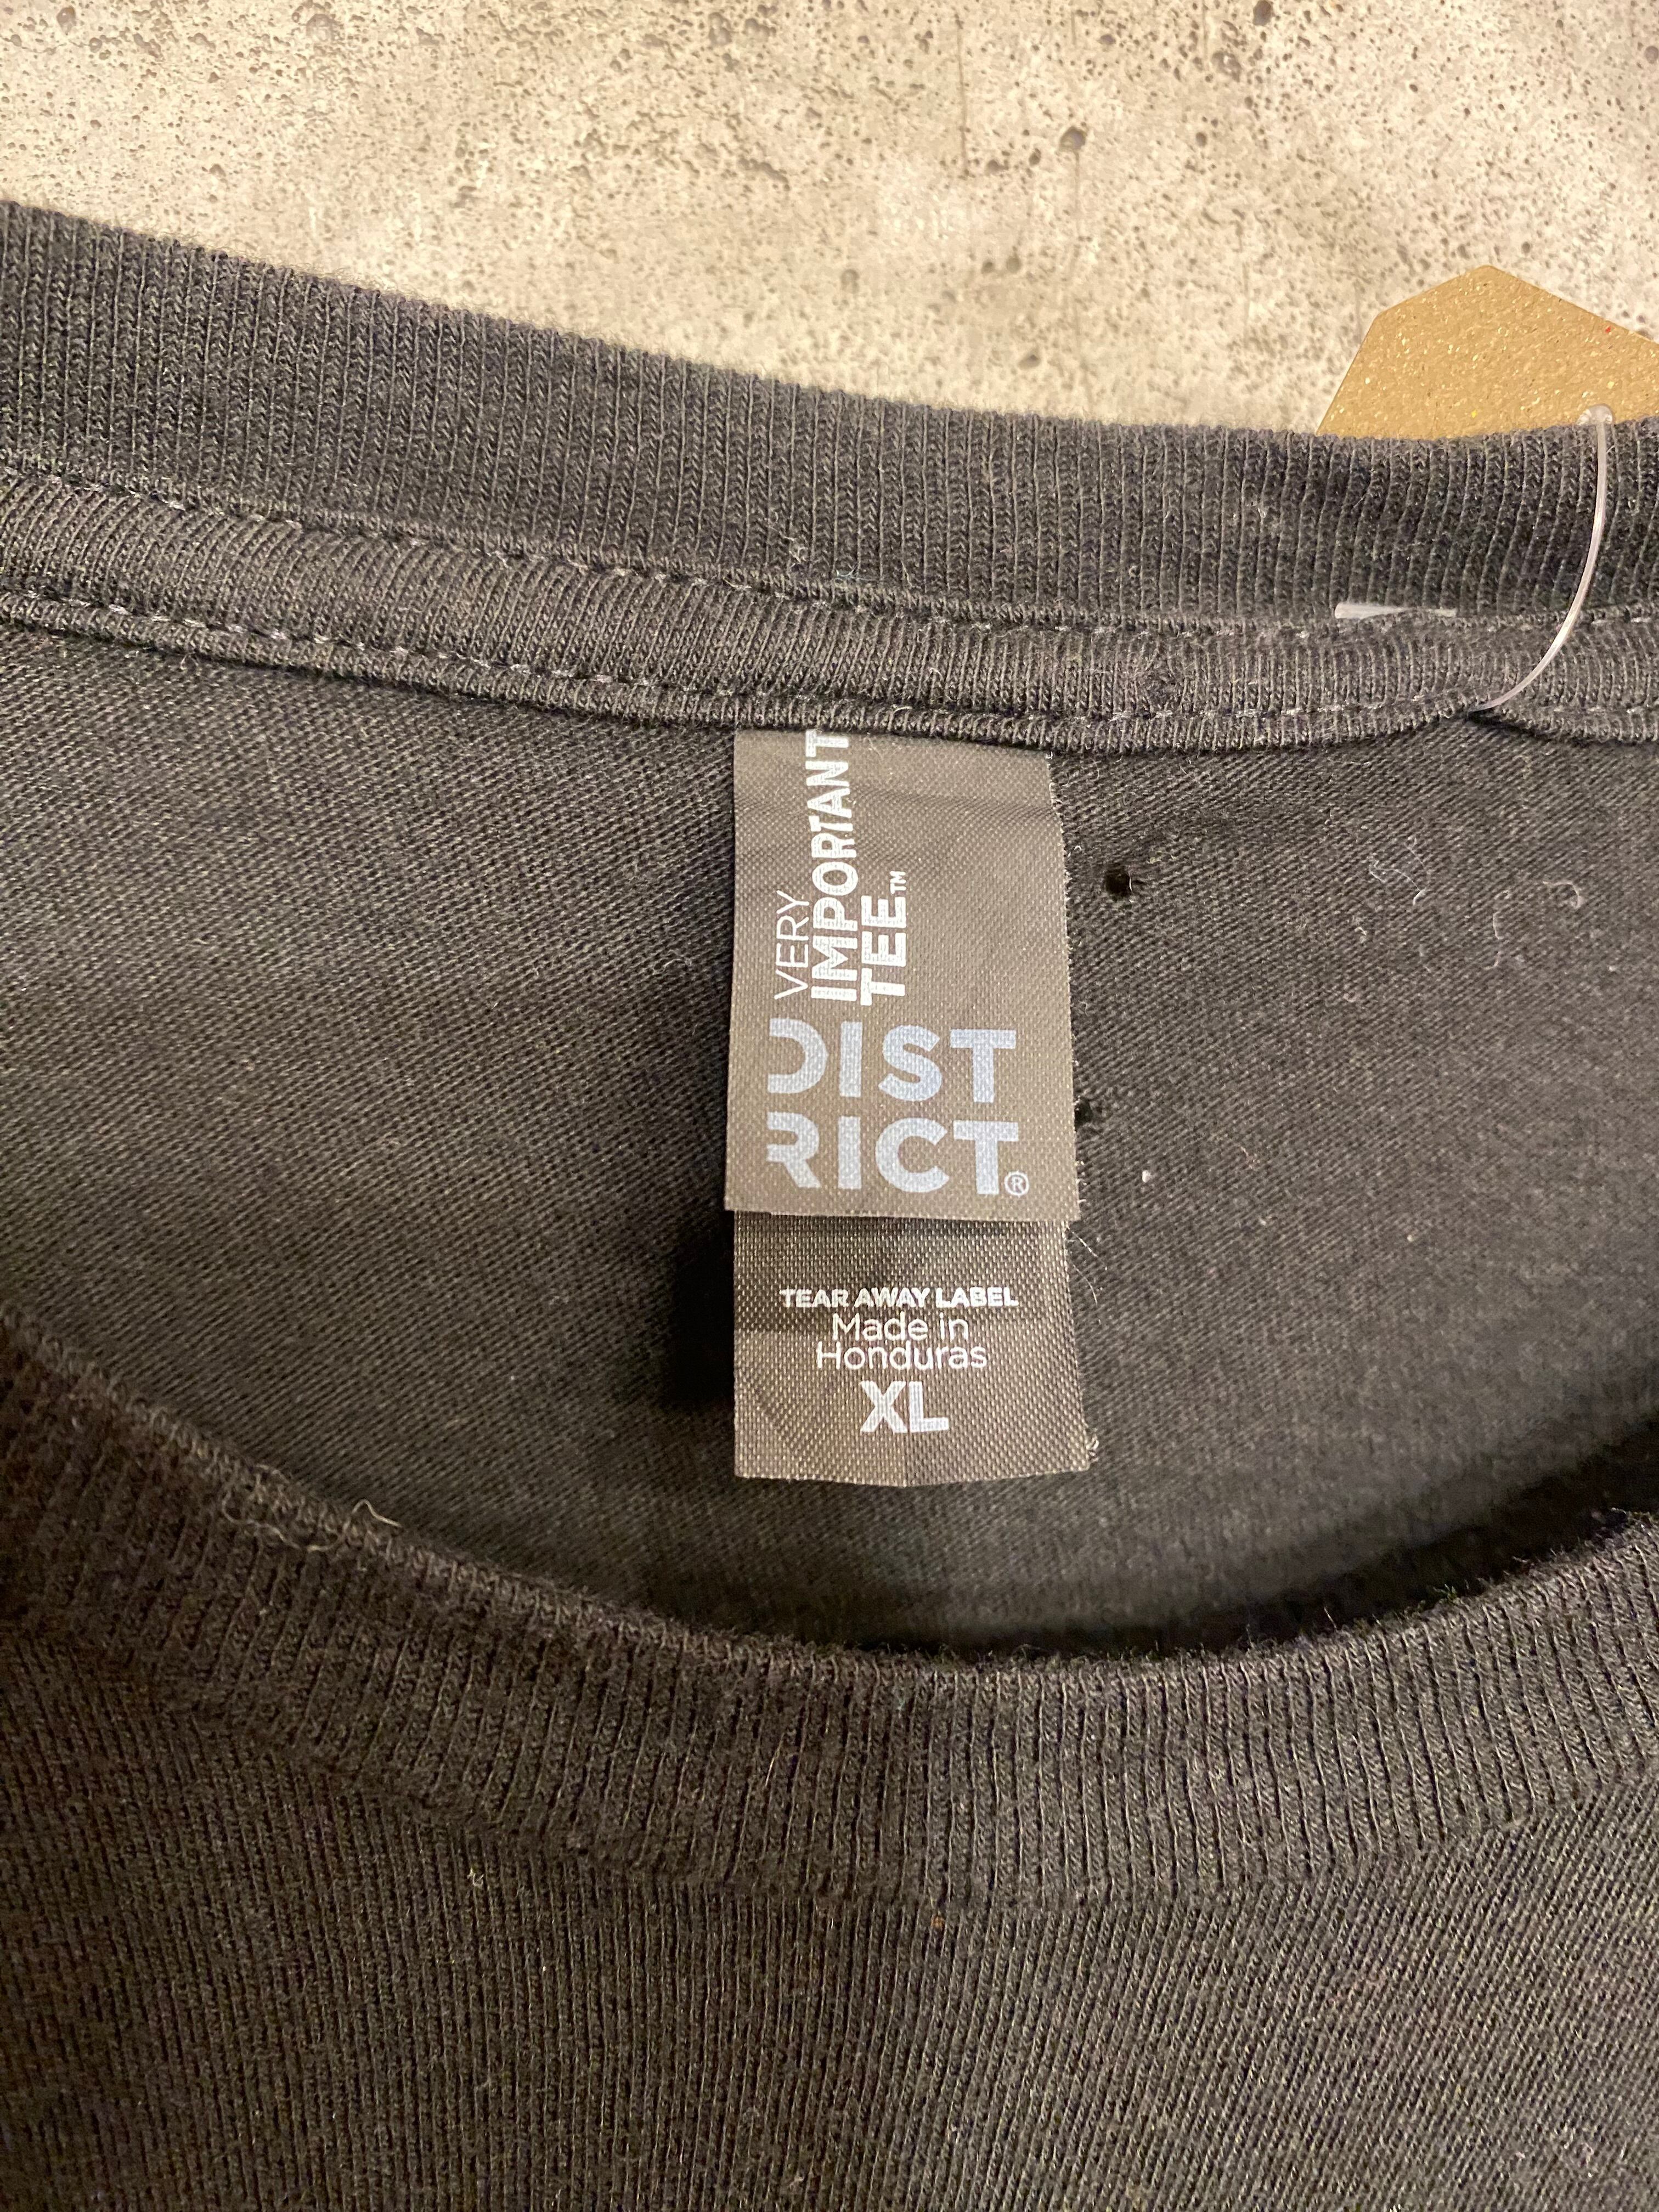 VERY
IMPORTANT
TEE™
DIST
RICT®
TEAR AWAY LABEL
Made in
Honduras
XL